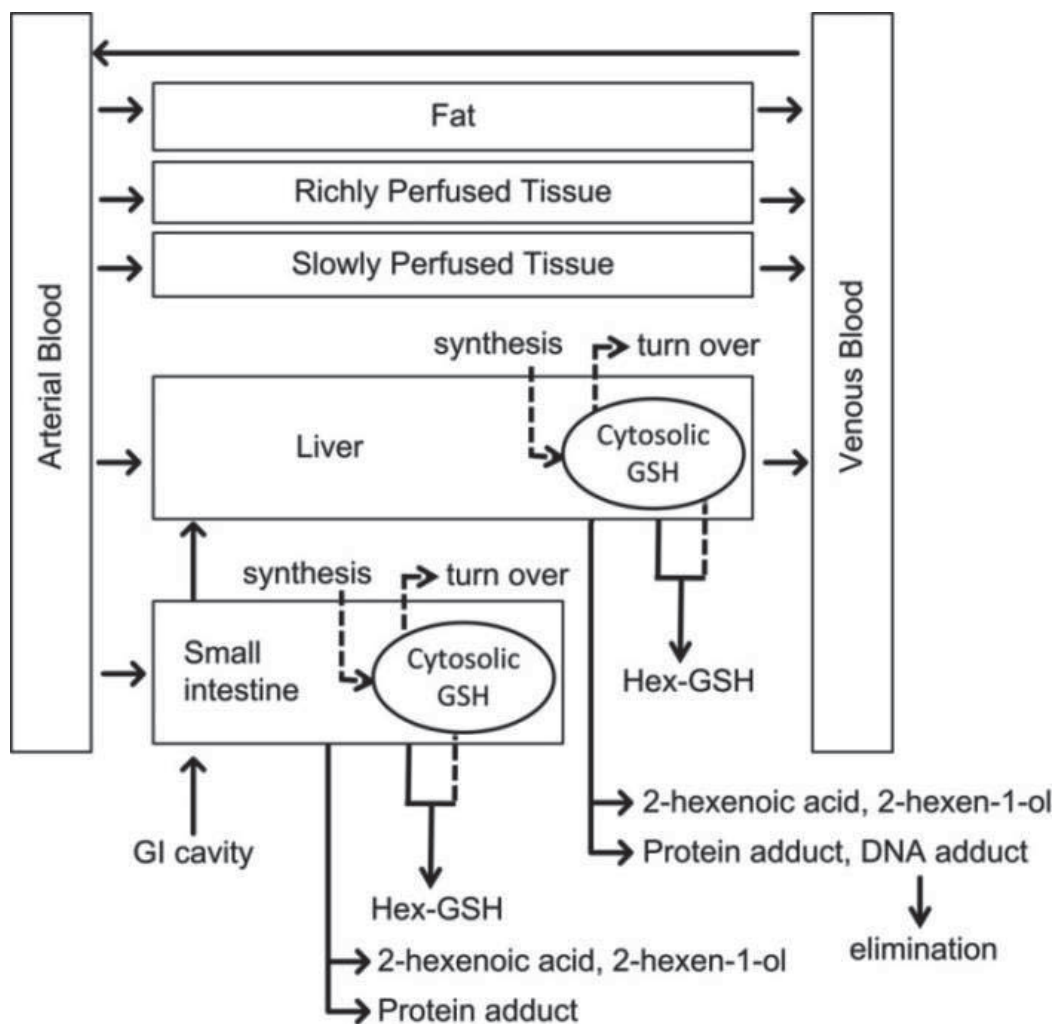 Arterial Blood
Venous Blood
Fat
Richly Perfused Tissue
Slowly Perfused Tissue
synthesis
turn over
Liver
Cytosolic
GSH
synthesis
turn over
Small
intestine
Cytosolic
GSH
Hex-GSH
GI cavity
2-hexenoic acid, 2-hexen-1-ol
Protein adduct, DNA adduct
Hex-GSH
elimination
2-hexenoic acid, 2-hexen-1-ol
Protein adduct